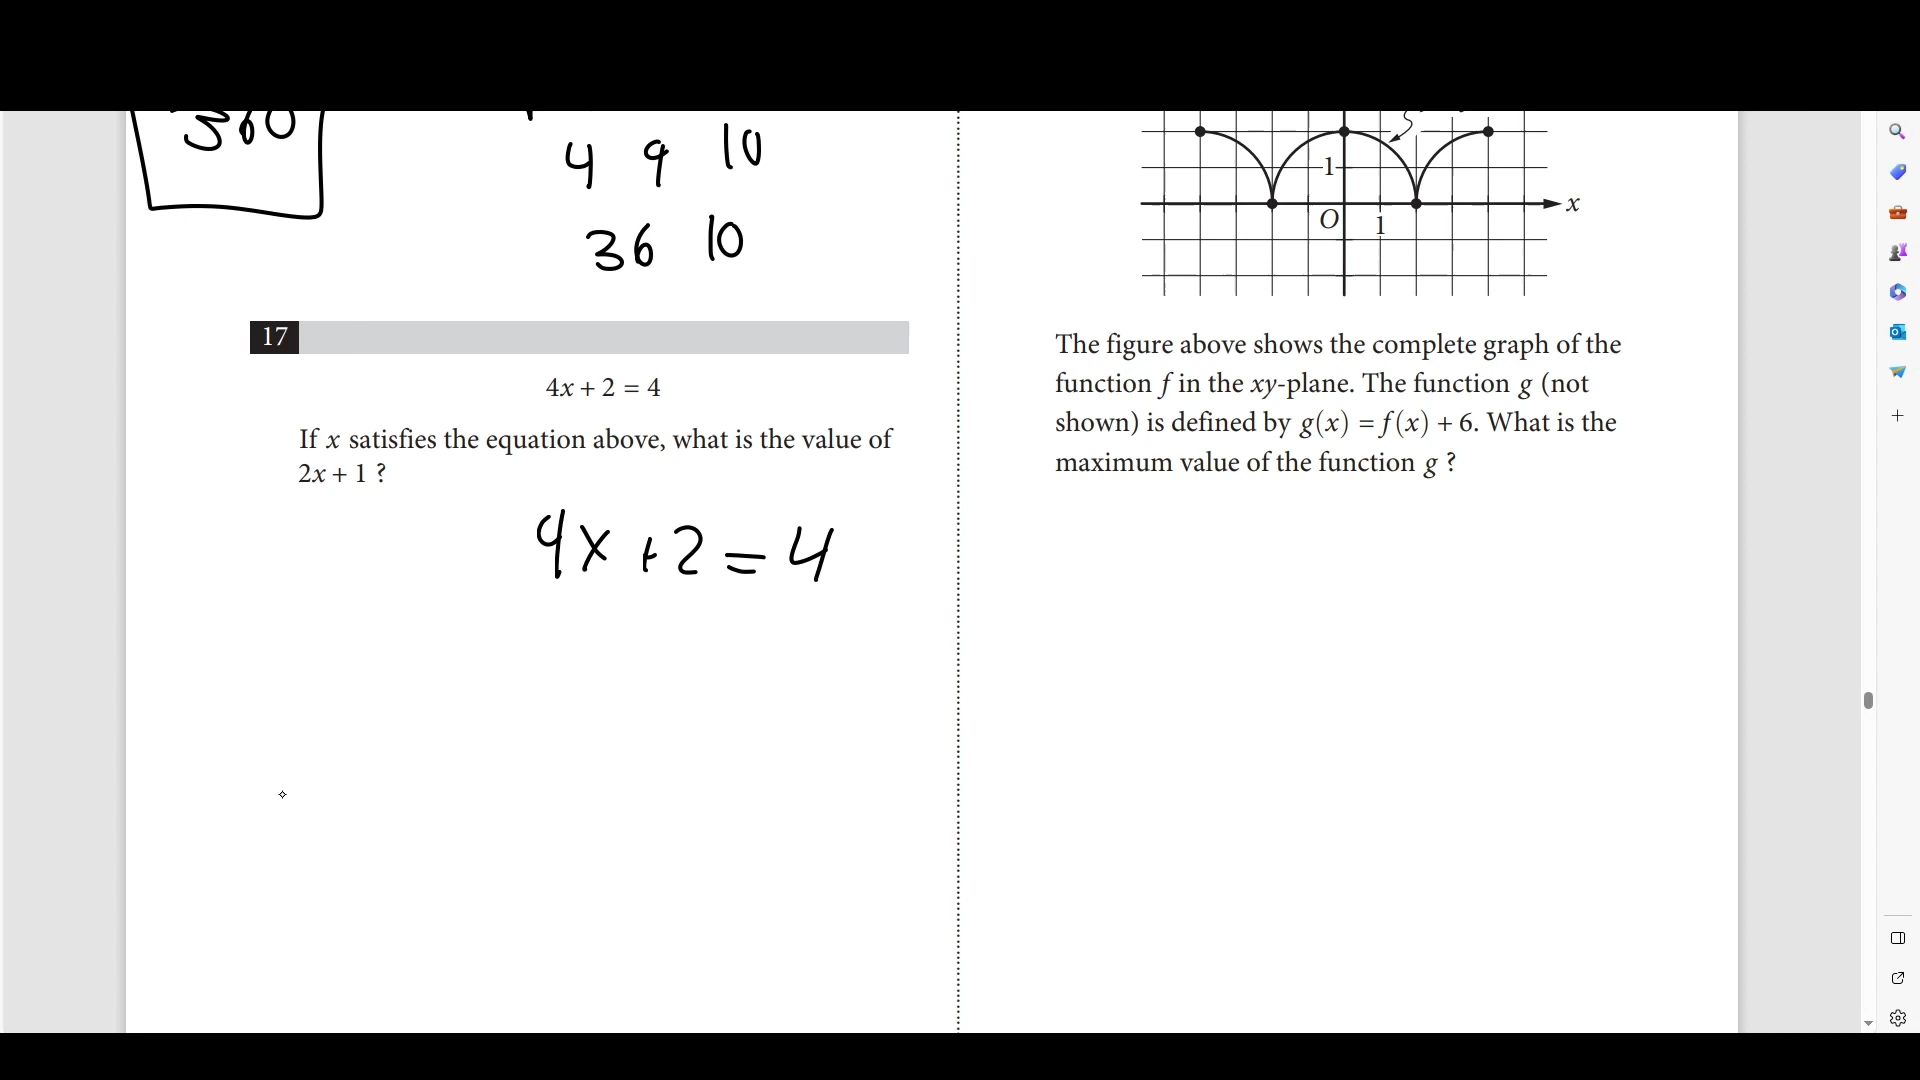 360
4 9 10
36 10
17
4x + 2 = 4
If x satisfies the equation above, what is the value of
2x + 1 ?
4x + 2 = 4
1
x
O
1
The figure above shows the complete graph of the
function f in the xy-plane. The function g (not
shown) is defined by g(x) = f(x) + 6. What is the
maximum value of the function g ?